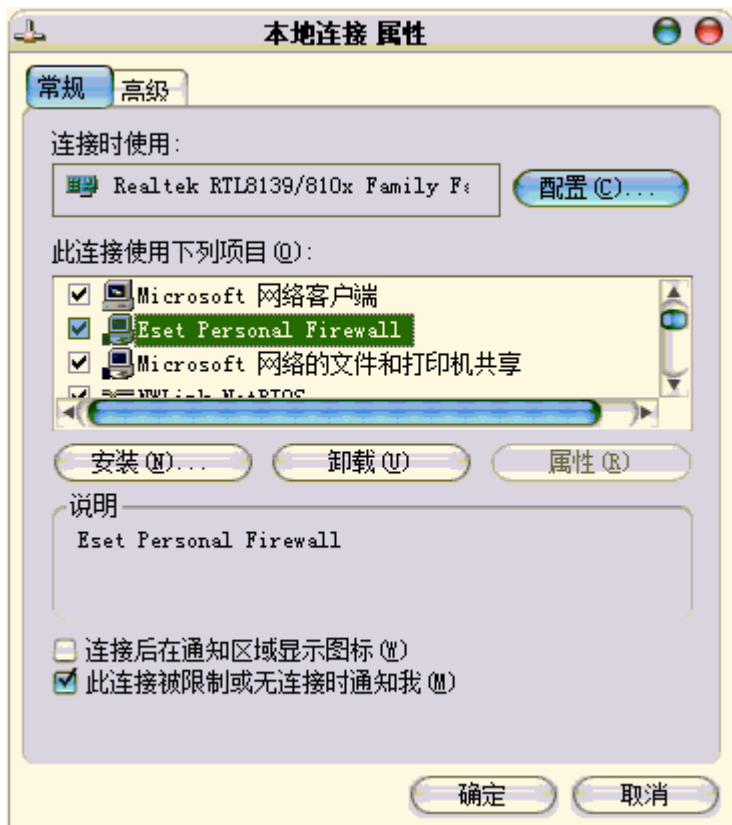 本地连接 属性
常规
高级
连接时使用:
Realtek RTL8139/810x Family Fa
配置(C)...
此连接使用下列项目(O):
Microsoft 网络客户端
Eset Personal Firewall
Microsoft 网络的文件和打印机共享
NWLink NetBIOS
安装(N)...
卸载(U)
属性(R)
说明
Eset Personal Firewall
连接后在通知区域显示图标(W)
此连接被限制或无连接时通知我(M)
确定
取消